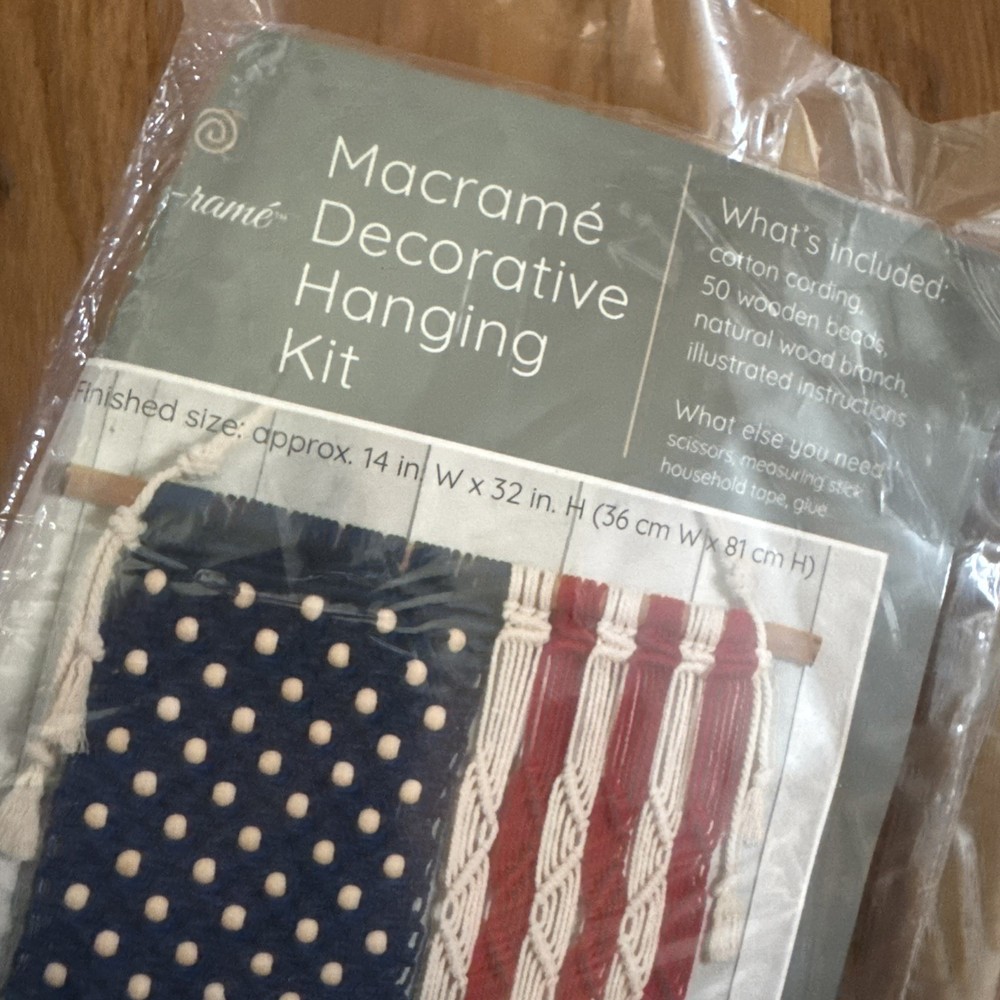 -ramé™
Macramé
Decorative
Hanging
Kit
What's included:
cotton cording,
50 wooden beads,
natural wood branch,
illustrated instructions
What else you need:
scissors, measuring stick
household tape, glue
Finished size: approx. 14 in. W x 32 in. H (36 cm W x 81 cm H)